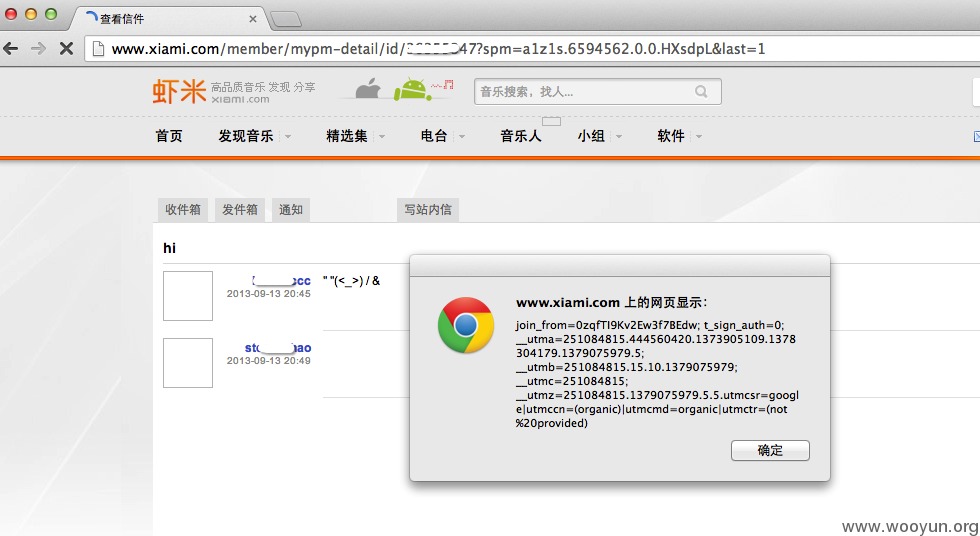 查看信件
www.xiami.com/member/mypm-detail/id/ 47?spm=a1z1s.6594562.0.0.HXsdpL&last=1
虾米 高品质音乐 发现 分享
xiami.com
音乐搜索，找人...
首页 发现音乐 精选集 电台 音乐人 小组 软件
收件箱 发件箱 通知 写站内信
hi
cc " "(<_>) / &
2013-09-13 20:45
ao
2013-09-13 20:49
www.xiami.com 上的网页显示：
join_from=0zqfTI9Kv2Ew3f7BEdw; t_sign_auth=0;
__utma=251084815.444560420.1373905109.1378
304179.1379075979.5;
__utmb=251084815.15.10.1379075979;
__utmc=251084815;
__utmz=251084815.1379075979.5.5.utmcsr=googl
e|utmccn=(organic)|utmcmd=organic|utmctr=(not
%20provided)
确定
www.wooyun.org